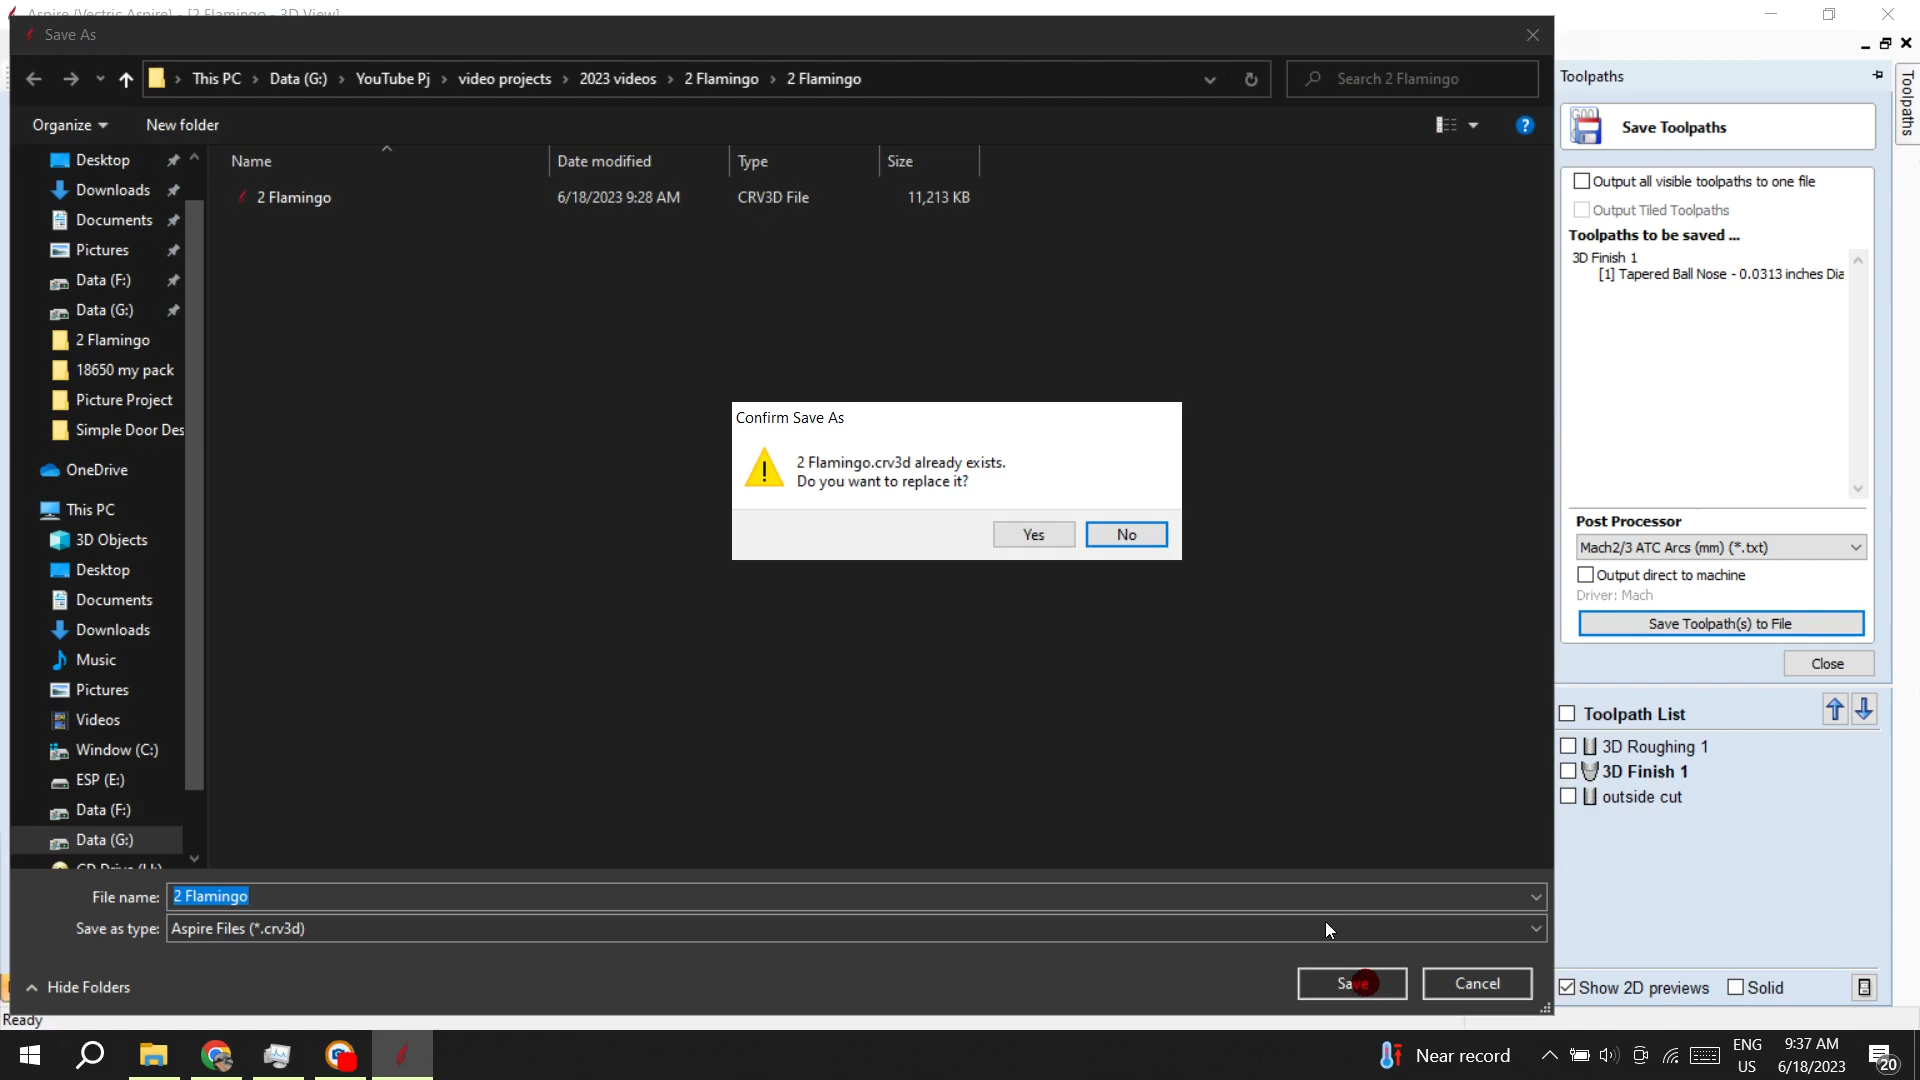 Aspire {Vectric Aspire} - [2 Flamingo - 3D View]
Save As
This PC > Data (G:) > YouTube Pj > video projects > 2023 videos > 2 Flamingo > 2 Flamingo
Search 2 Flamingo
Organize
New folder
Name
Date modified
Type
Size
2 Flamingo
6/18/2023 9:28 AM
CRV3D File
11,213 KB
Desktop
Downloads
Documents
Pictures
Data (F:)
Data (G:)
2 Flamingo
18650 my pack
Picture Project
Simple Door Des
OneDrive
This PC
3D Objects
Desktop
Documents
Downloads
Music
Pictures
Videos
Window (C:)
ESP (E:)
Data (F:)
Data (G:)
Confirm Save As
2 Flamingo.crv3d already exists.
Do you want to replace it?
Yes
No
File name:
2 Flamingo
Save as type:
Aspire Files (*.crv3d)
Hide Folders
Save
Cancel
Ready
Toolpaths
Toolpaths
Save Toolpaths
Output all visible toolpaths to one file
Output Tiled Toolpaths
Toolpaths to be saved ...
3D Finish 1
[1] Tapered Ball Nose - 0.0313 inches Dia
Post Processor
Mach2/3 ATC Arcs (mm) (*.txt)
Output direct to machine
Driver: Mach
Save Toolpath(s) to File
Close
Toolpath List
3D Roughing 1
3D Finish 1
outside cut
Show 2D previews
Solid
Near record
ENG
US
9:37 AM
6/18/2023
20